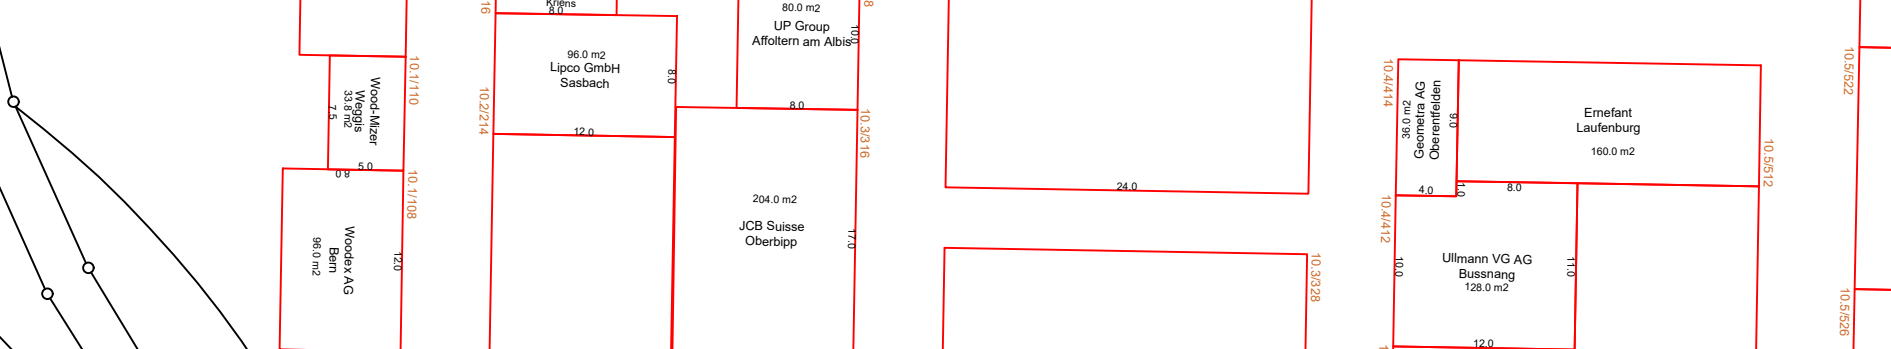 16
Kriens
8.0
96.0 m2
Lipco GmbH
Sasbach
8.0
10.2/214
12.0
10.1/110
Wood-Mizer
Weggis
33.8 m2
7.5
5.0
8.0
10.1/108
Woodex AG
Bern
96.0 m2
12.0
80.0 m2
UP Group
Affoltern am Albis
10.0
8
8.0
10.3/316
204.0 m2
JCB Suisse
Oberbipp
17.0
24.0
10.3/328
10.4/414
Geometra AG
Oberentfelden
36.0 m2
9.0
4.0
1.0
8.0
Ernefant
Laufenburg
160.0 m2
10.5/512
10.4/412
Ullmann VG AG
Bussnang
128.0 m2
10.0
11.0
12.0
10.5/522
10.5/526